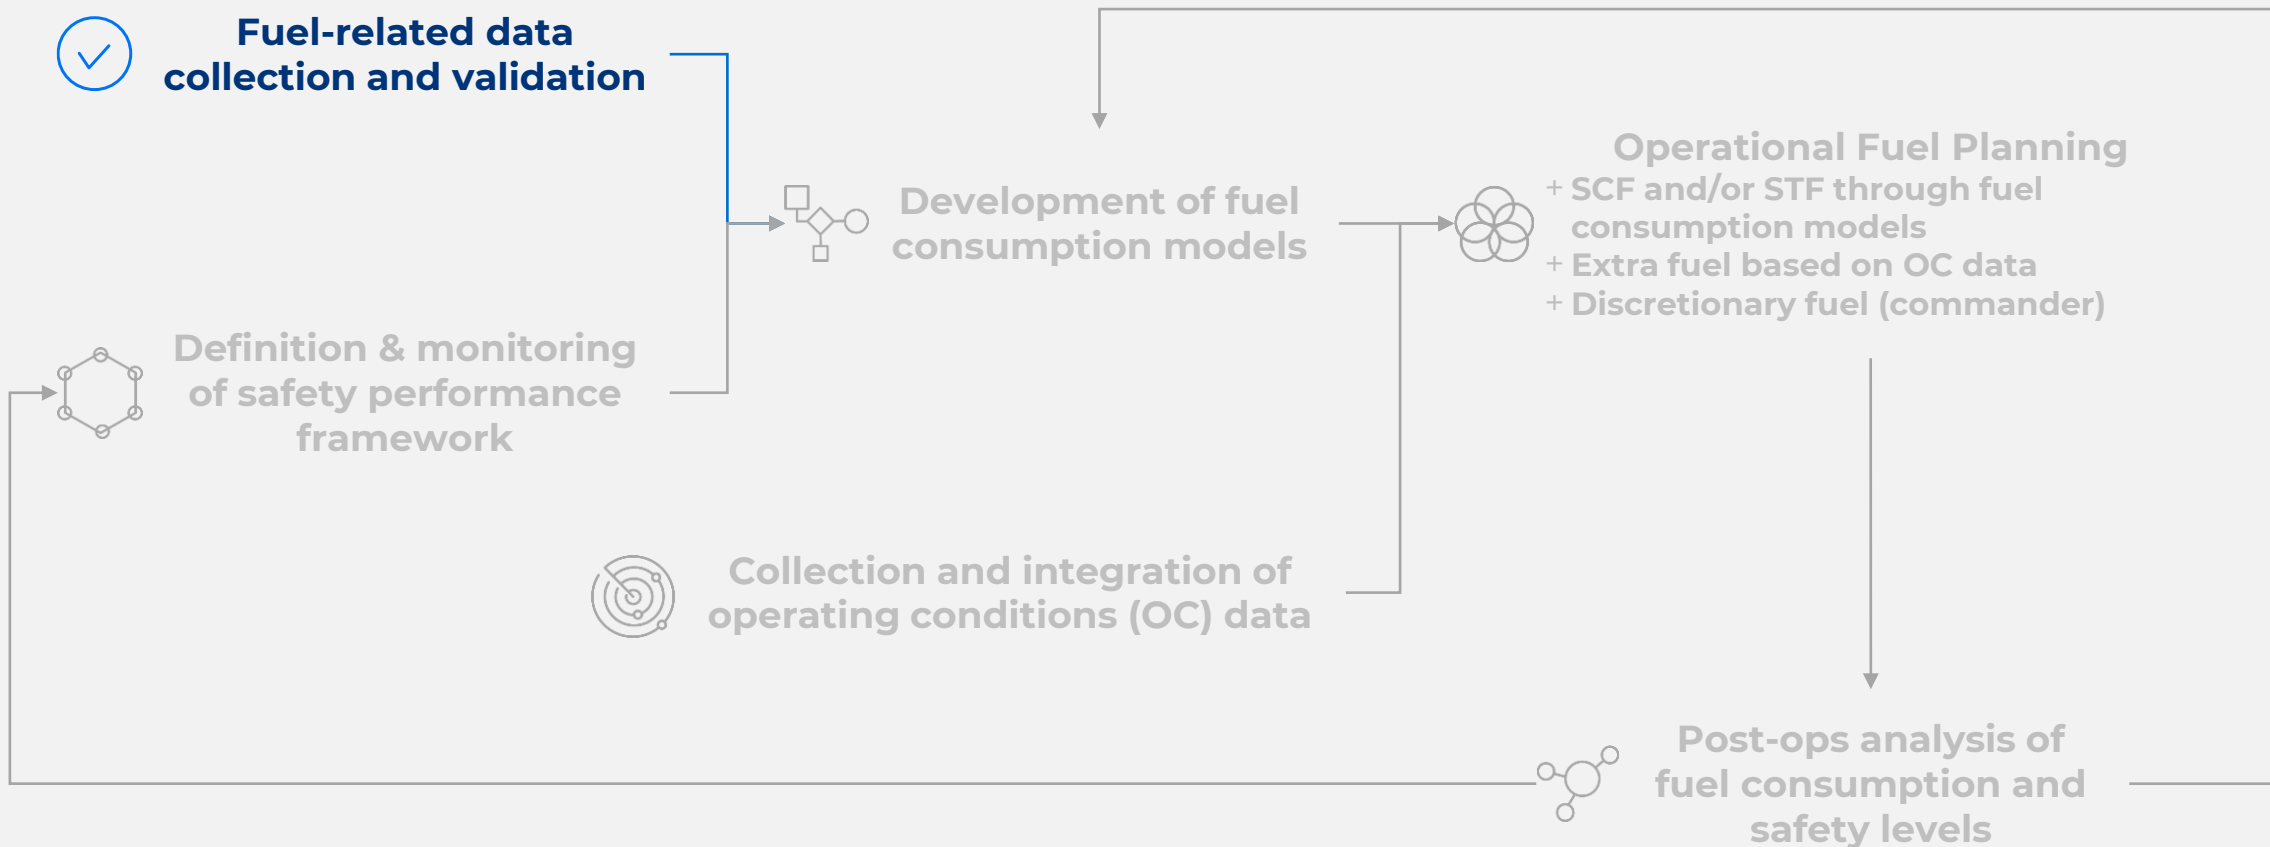 Fuel-related data
collection and validation
Development of fuel
consumption models
Operational Fuel Planning
+ SCF and/or STF through fuel
consumption models
+ Extra fuel based on OC data
+ Discretionary fuel (commander)
Definition & monitoring
of safety performance
framework
Collection and integration of
operating conditions (OC) data
Post-ops analysis of
fuel consumption and
safety levels